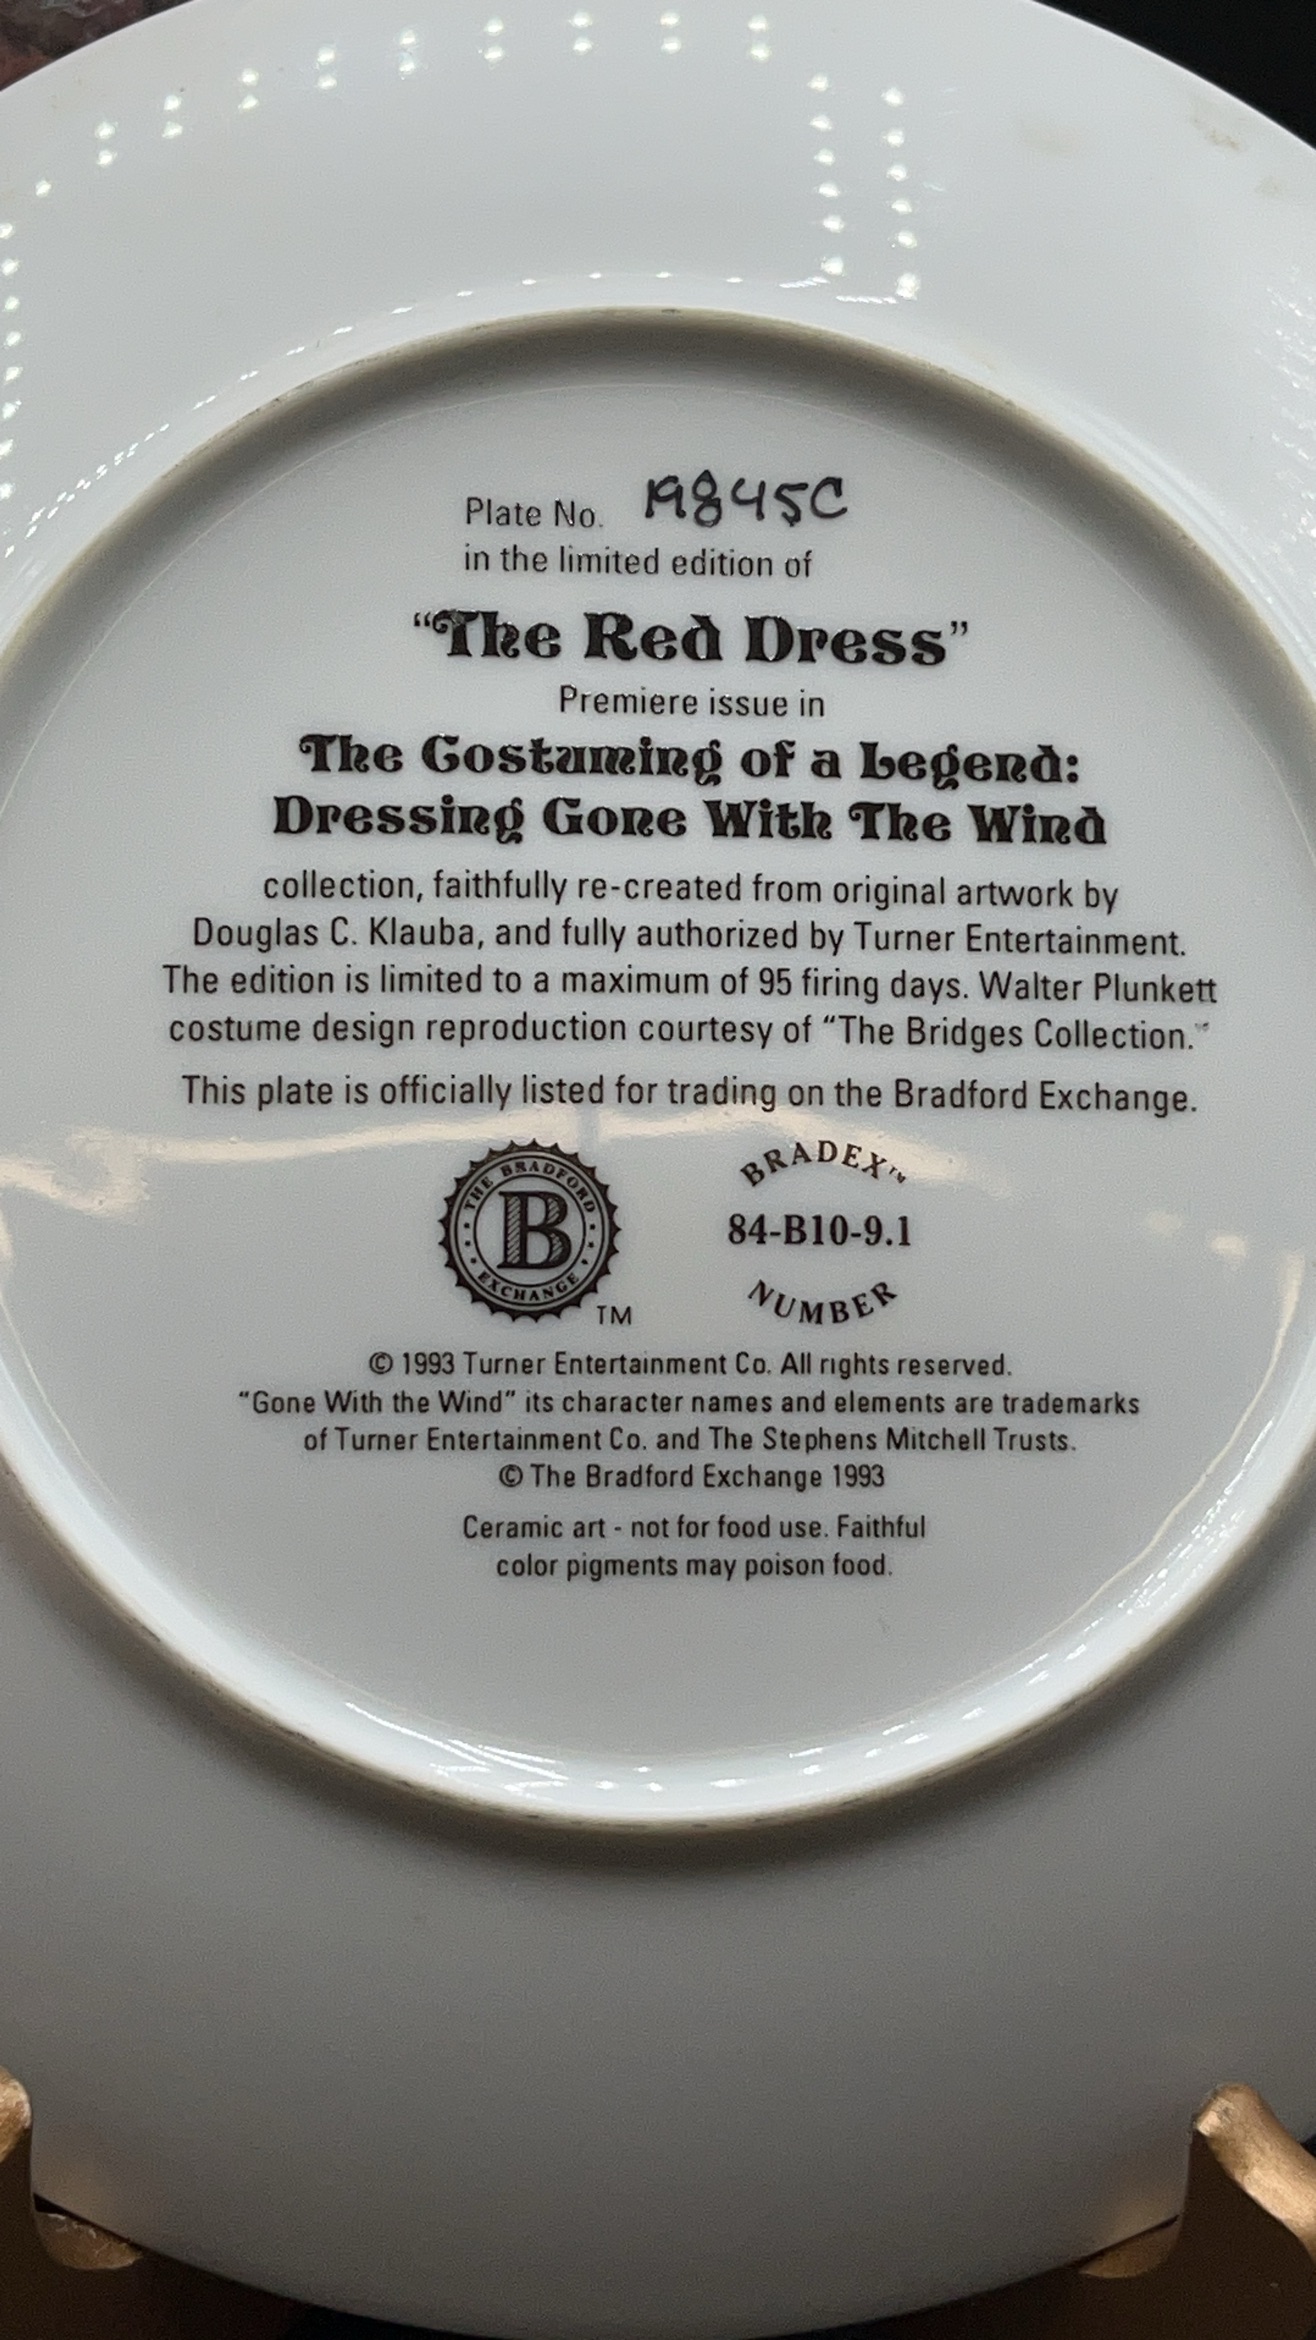 Plate No. 19845C
in the limited edition of
“The Red Dress”
Premiere issue in
The Costuming of a Legend:
Dressing Gone With The Wind
collection, faithfully re-created from original artwork by
Douglas C. Klauba, and fully authorized by Turner Entertainment.
The edition is limited to a maximum of 95 firing days. Walter Plunkett
costume design reproduction courtesy of “The Bridges Collection.”
This plate is officially listed for trading on the Bradford Exchange.
THE BRADFORD
B
EXCHANGE
TM
BRADEX™
84-B10-9.1
NUMBER
© 1993 Turner Entertainment Co. All rights reserved.
“Gone With the Wind” its character names and elements are trademarks
of Turner Entertainment Co. and The Stephens Mitchell Trusts.
© The Bradford Exchange 1993
Ceramic art - not for food use. Faithful
color pigments may poison food.